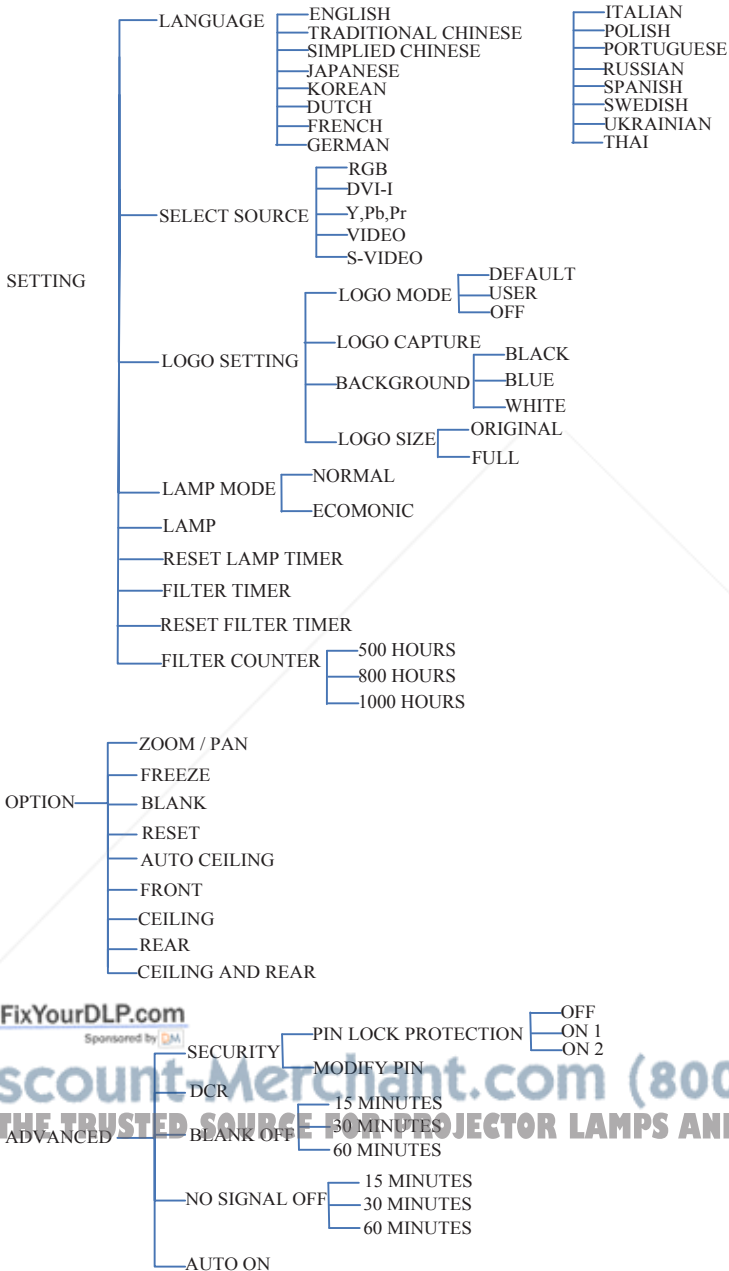 SETTING
LANGUAGE
ENGLISH
TRADITIONAL CHINESE
SIMPLIED CHINESE
JAPANESE
KOREAN
DUTCH
FRENCH
GERMAN
ITALIAN
POLISH
PORTUGUESE
RUSSIAN
SPANISH
SWEDISH
UKRAINIAN
THAI
SELECT SOURCE
RGB
DVI-I
Y,Pb,Pr
VIDEO
S-VIDEO
LOGO SETTING
LOGO MODE
DEFAULT
USER
OFF
LOGO CAPTURE
BACKGROUND
BLACK
BLUE
WHITE
LOGO SIZE
ORIGINAL
FULL
LAMP MODE
NORMAL
ECOMONIC
LAMP
RESET LAMP TIMER
FILTER TIMER
RESET FILTER TIMER
FILTER COUNTER
500 HOURS
800 HOURS
1000 HOURS
OPTION
ZOOM / PAN
FREEZE
BLANK
RESET
AUTO CEILING
FRONT
CEILING
REAR
CEILING AND REAR
FixYourDLP.com
Sponsored by DM
scount-Merchant.com (800
THE TRUSTED SOURCE FOR PROJECTOR LAMPS AN
ADVANCED
SECURITY
PIN LOCK PROTECTION
OFF
ON 1
ON 2
MODIFY PIN
DCR
BLANK OFF
15 MINUTES
30 MINUTES
60 MINUTES
NO SIGNAL OFF
15 MINUTES
30 MINUTES
60 MINUTES
AUTO ON